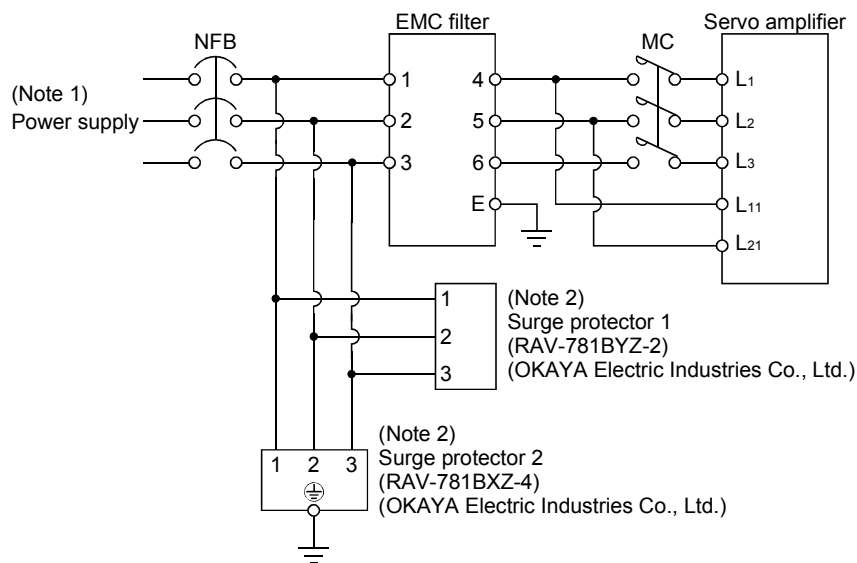 EMC filter
Servo amplifier
NFB
MC
(Note 1)
Power supply
1
4
L1
2
5
L2
3
6
L3
E
L11
L21
1
(Note 2)
Surge protector 1
2
(RAV-781BYZ-2)
3
(OKAYA Electric Industries Co., Ltd.)
(Note 2)
1 2 3
Surge protector 2
(RAV-781BXZ-4)
(OKAYA Electric Industries Co., Ltd.)